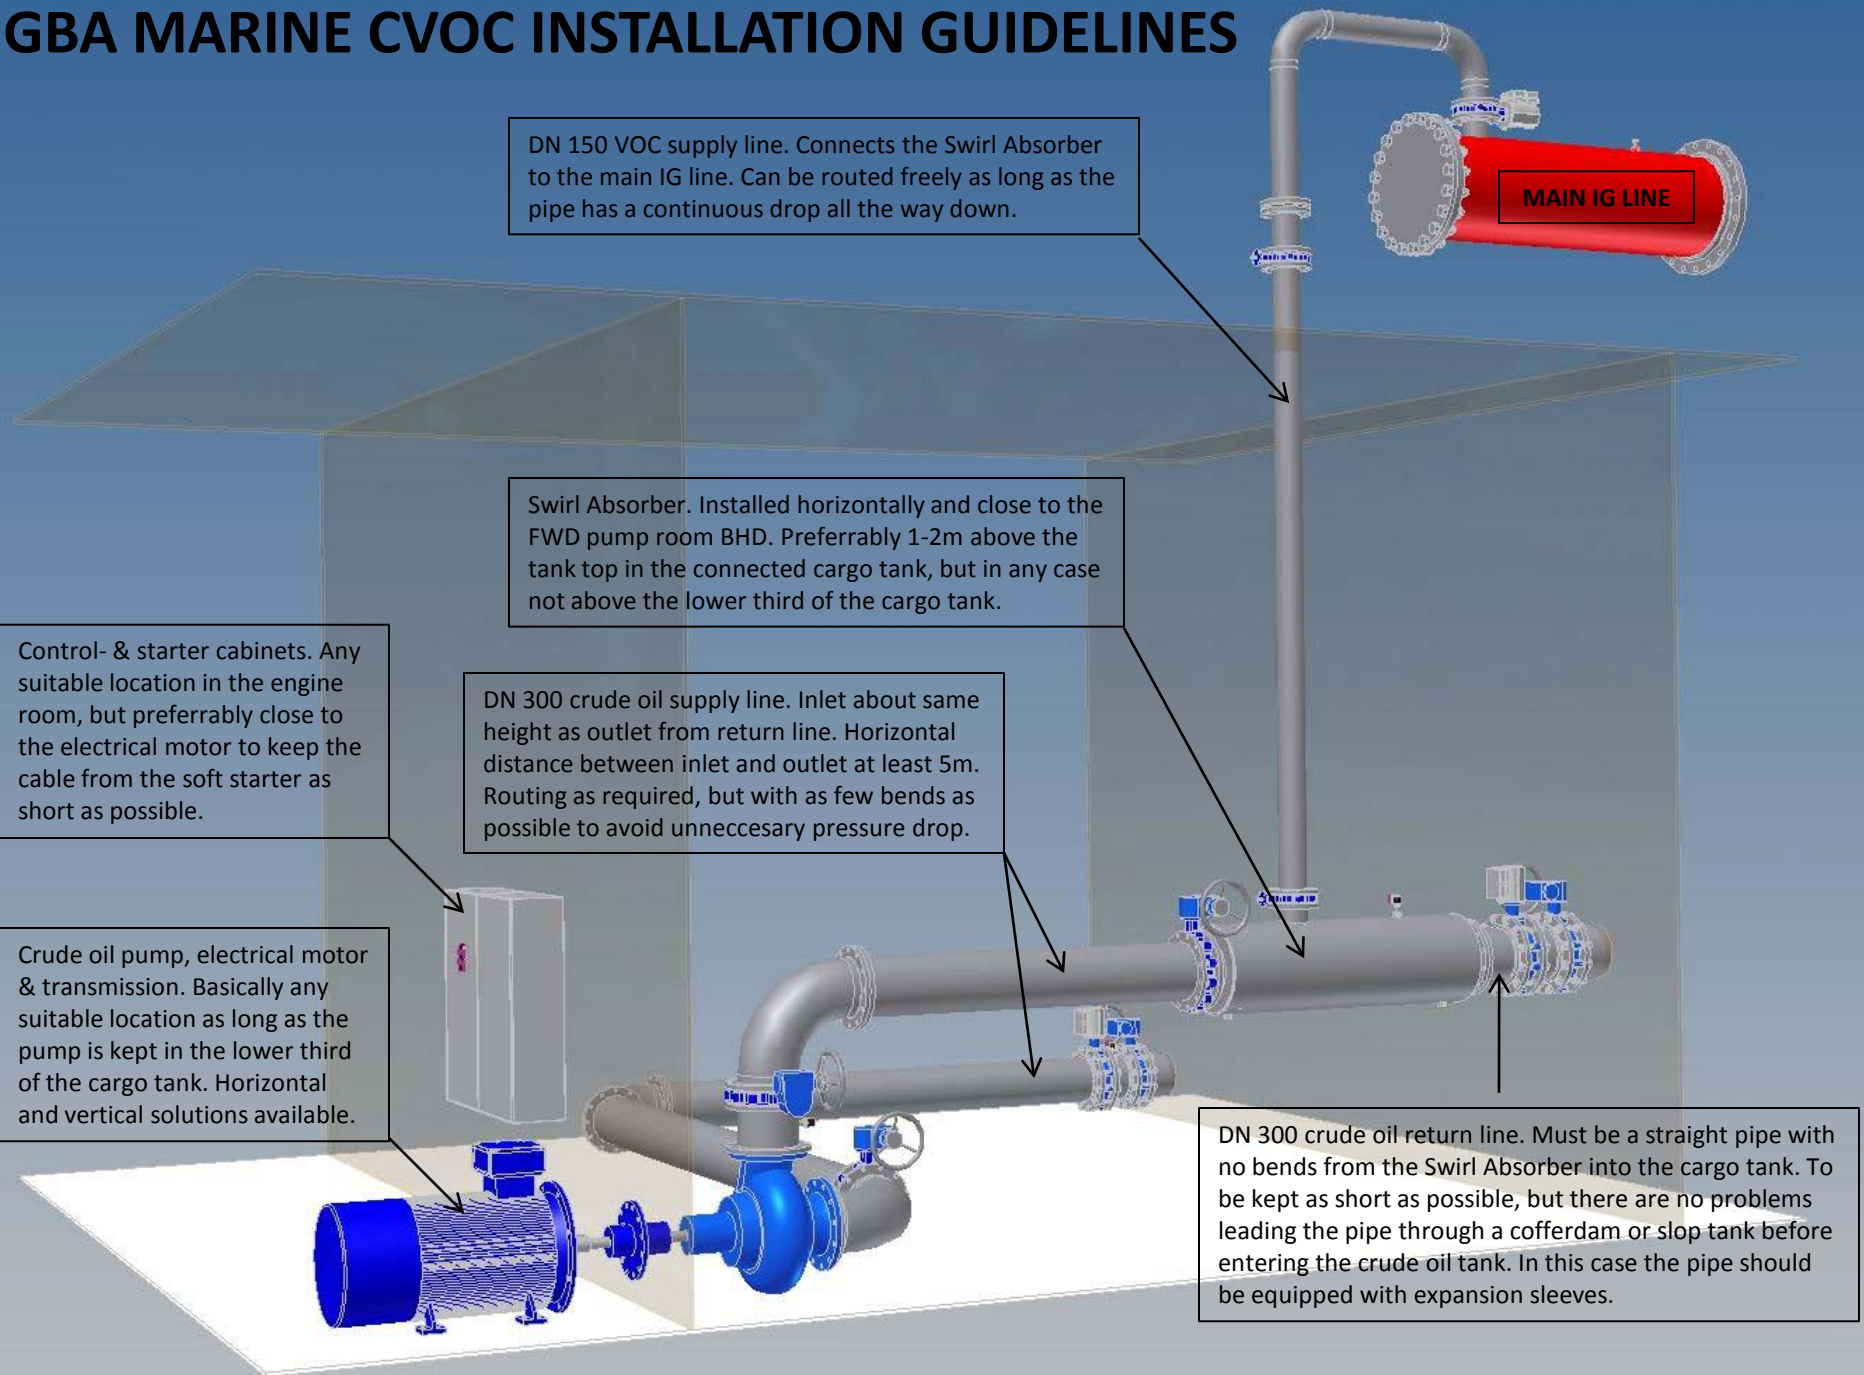 GBA MARINE CVOC INSTALLATION GUIDELINES
DN 150 VOC supply line. Connects the Swirl Absorber
to the main IG line. Can be routed freely as long as the
pipe has a continuous drop all the way down.
MAIN IG LINE
Swirl Absorber. Installed horizontally and close to the
FWD pump room BHD. Preferrably 1-2m above the
tank top in the connected cargo tank, but in any case
not above the lower third of the cargo tank.
Control- & starter cabinets. Any
suitable location in the engine
room, but preferrably close to
the electrical motor to keep the
cable from the soft starter as
short as possible.
DN 300 crude oil supply line. Inlet about same
height as outlet from return line. Horizontal
distance between inlet and outlet at least 5m.
Routing as required, but with as few bends as
possible to avoid unneccesary pressure drop.
Crude oil pump, electrical motor
& transmission. Basically any
suitable location as long as the
pump is kept in the lower third
of the cargo tank. Horizontal
and vertical solutions available.
DN 300 crude oil return line. Must be a straight pipe with
no bends from the Swirl Absorber into the cargo tank. To
be kept as short as possible, but there are no problems
leading the pipe through a cofferdam or slop tank before
entering the crude oil tank. In this case the pipe should
be equipped with expansion sleeves.